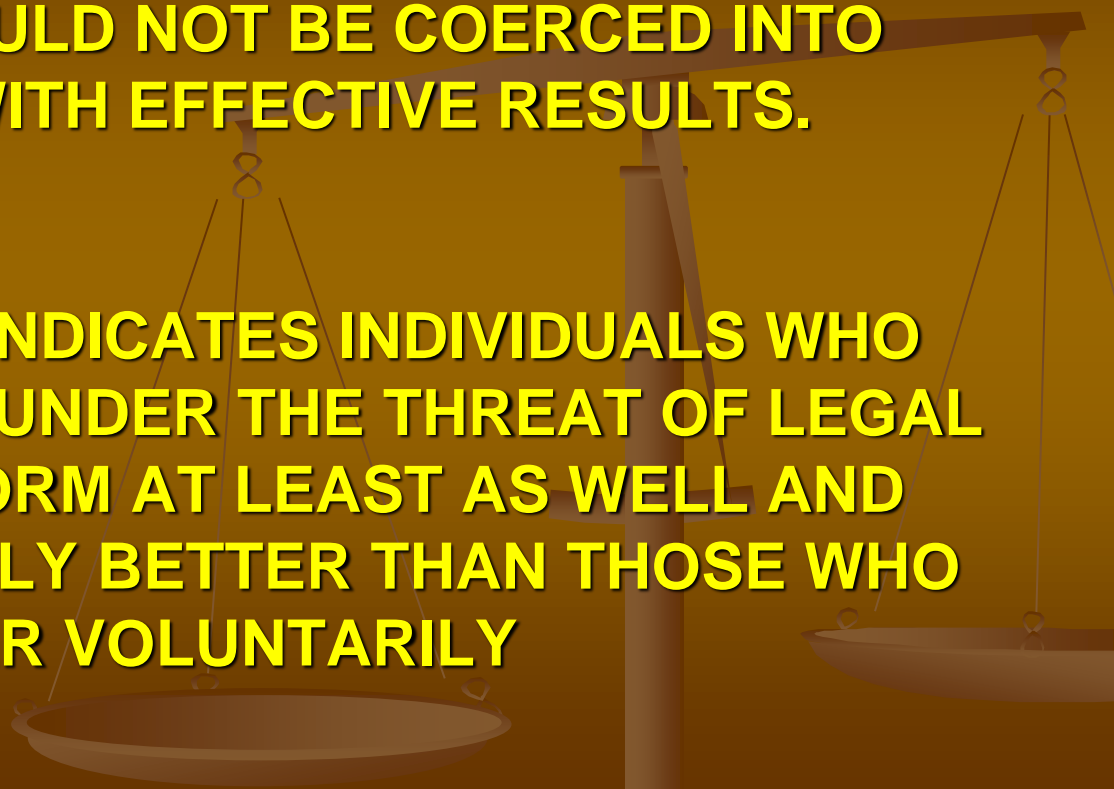 ULD NOT BE COERCED INTO
ITH EFFECTIVE RESULTS.
NDICATES INDIVIDUALS WHO
UNDER THE THREAT OF LEGAL
ORM AT LEAST AS WELL AND
LY BETTER THAN THOSE WHO
R VOLUNTARILY